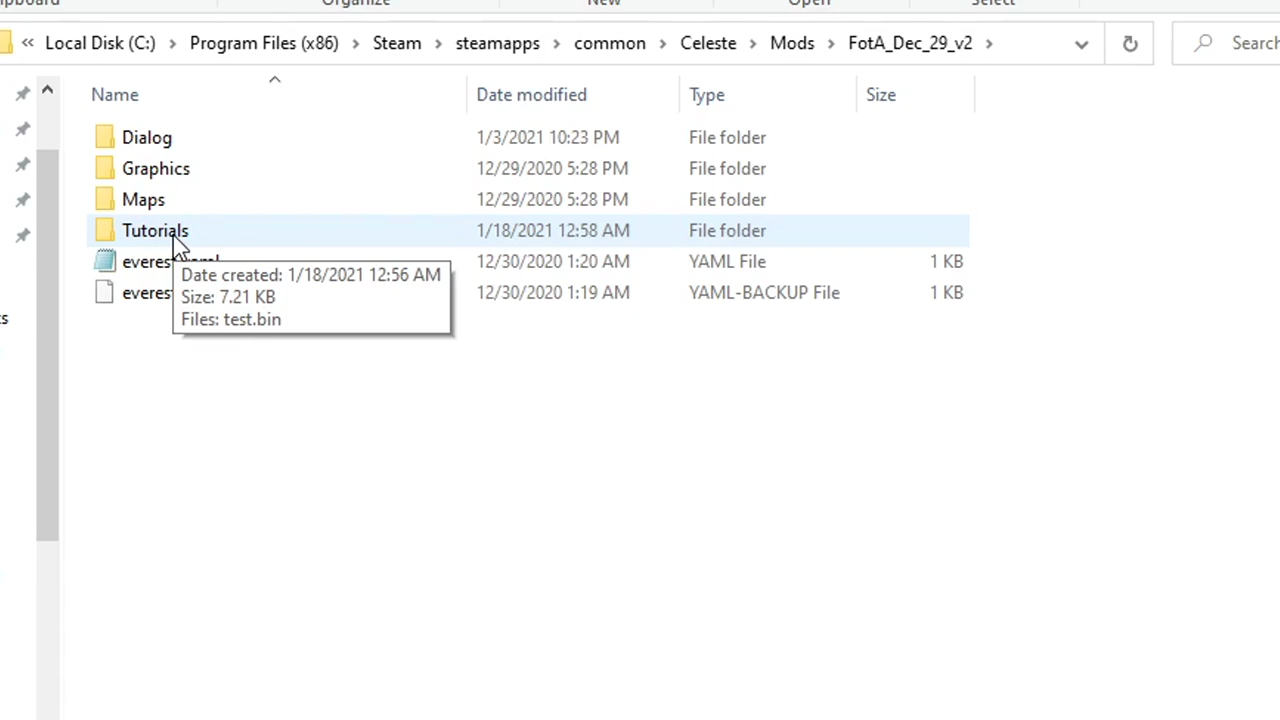 Organize New Open Select
Local Disk (C:) Program Files (x86) Steam steamapps common Celeste Mods FotA_Dec_29_v2 Search
Name Date modified Type Size
Dialog 1/3/2021 10:23 PM File folder
Graphics 12/29/2020 5:28 PM File folder
Maps 12/29/2020 5:28 PM File folder
Tutorials 1/18/2021 12:58 AM File folder
12/30/2020 1:20 AM YAML File 1 KB
Date created: 1/18/2021 12:56 AM
Size: 7.21 KB
12/30/2020 1:19 AM YAML-BACKUP File 1 KB
Files: test.bin